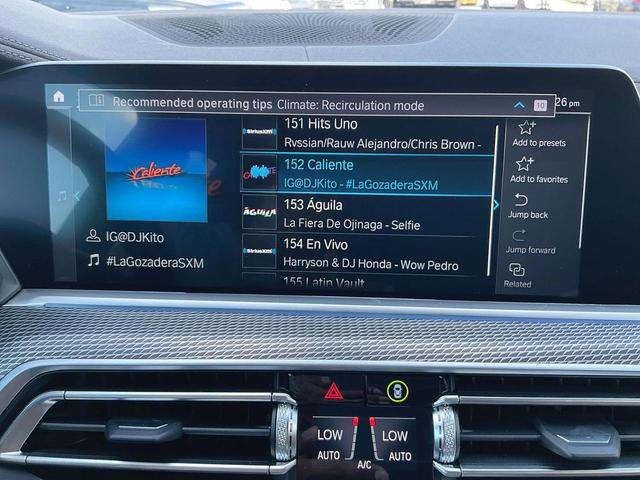 Recommended operating tips Climate: Recirculation mode
10
26 pm
caliente
IG@DJKito
#LaGozaderaSXM
SiriusXM
151 Hits Uno
Rvssian/Rauw Alejandro/Chris Brown -
152 Caliente
IG@DJKito - #LaGozaderaSXM
AGUILA
153 Águila
La Fiera De Ojinaga - Selfie
SiriusXM
154 En Vivo
Harryson & DJ Honda - Wow Pedro
155 Latin Vault
Add to presets
Add to favorites
Jump back
Jump forward
Related
LOW
AUTO
A/C
LOW
AUTO